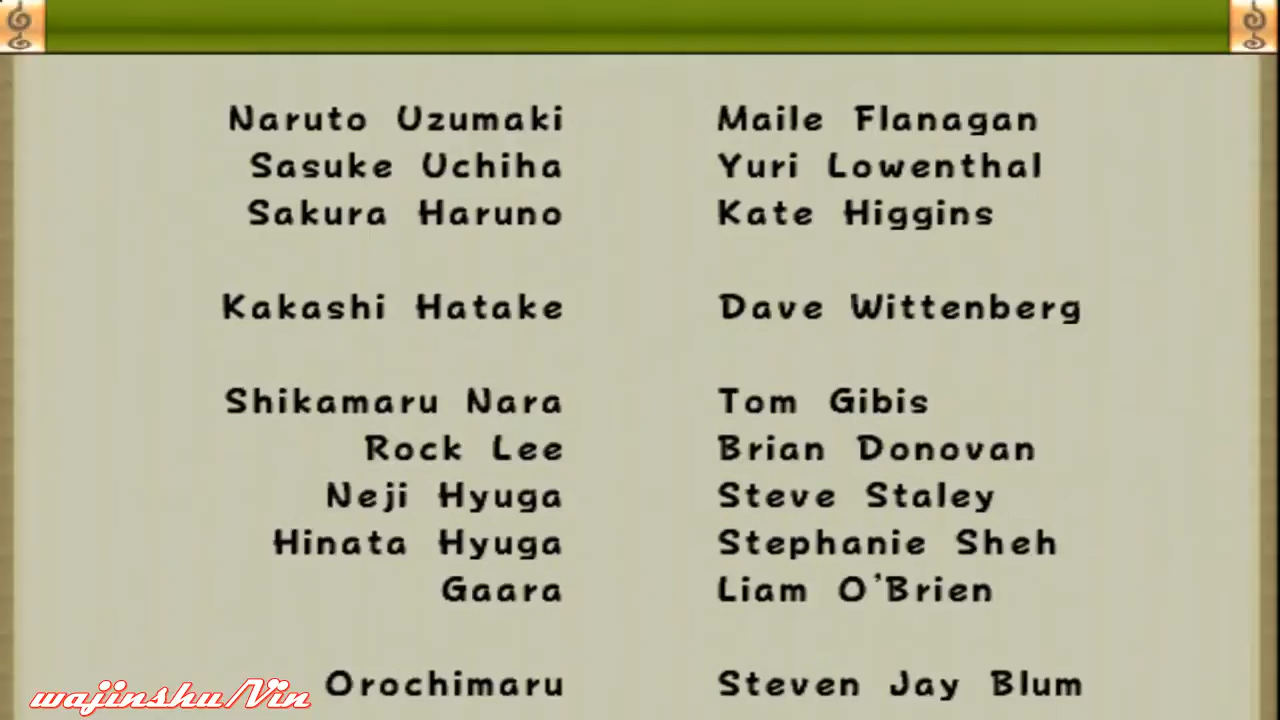 Naruto Uzumaki Maile Flanagan
Sasuke Uchiha Yuri Lowenthal
Sakura Haruno Kate Higgins
Kakashi Hatake Dave Wittenberg
Shikamaru Nara Tom Gibis
Rock Lee Brian Donovan
Neji Hyuga Steve Staley
Hinata Hyuga Stephanie Sheh
Gaara Liam O'Brien
Orochimaru Steven Jay Blum
wajinshu/Vin